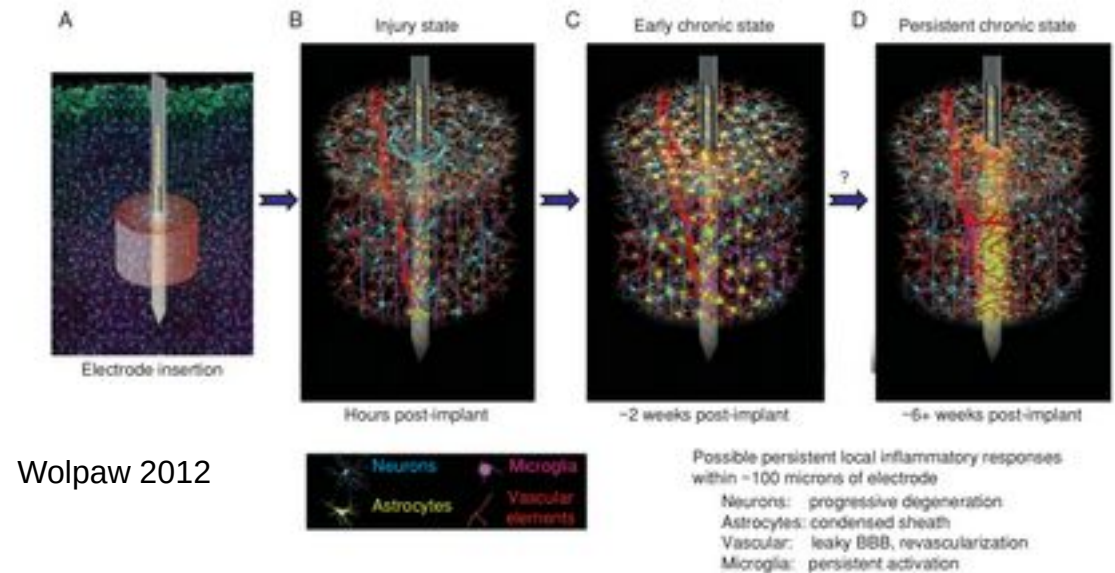 A
B
Injury state
C
Early chronic state
D
Persistent chronic state
?
Electrode insertion
Hours post-implant
~2 weeks post-implant
~6+ weeks post-implant
Wolpaw 2012
Neurons
Microglia
Astrocytes
Vascular
elements
Possible persistent local inflammatory responses
within ~100 microns of electrode
Neurons: progressive degeneration
Astrocytes: condensed sheath
Vascular: leaky BBB, revascularization
Microglia: persistent activation